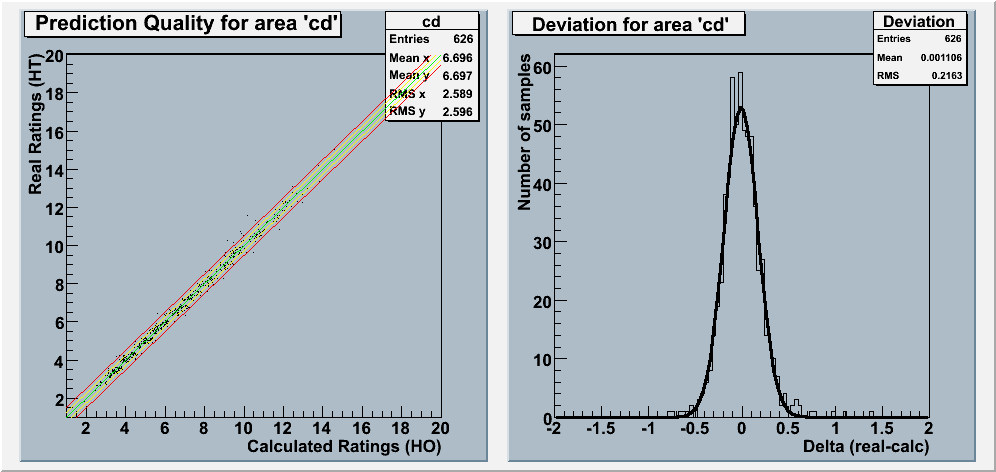 Prediction Quality for area 'cd'
cd
Entries 626
Mean x 6.696
Mean y 6.697
RMS x 2.589
RMS y 2.596
Real Ratings (HT)
20
18
16
14
12
10
8
6
4
2
2 4 6 8 10 12 14 16 18 20
Calculated Ratings (HO)
Deviation for area 'cd'
Deviation
Entries 626
Mean 0.001106
RMS 0.2163
Number of samples
60
50
40
30
20
10
0
-2 -1.5 -1 -0.5 0 0.5 1 1.5 2
Delta (real-calc)